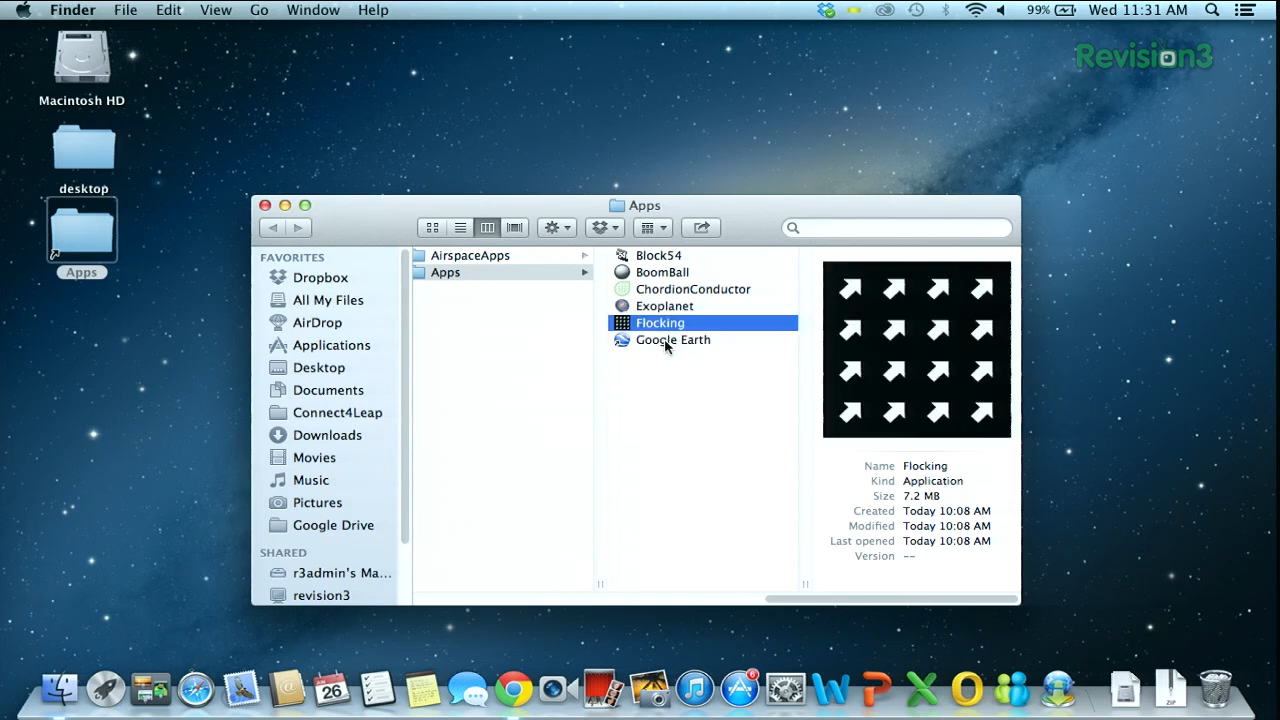 Finder File Edit View Go Window Help 99% Wed 11:31 AM
Revision3
Macintosh HD
desktop
Apps
Apps
FAVORITES
Dropbox
All My Files
AirDrop
Applications
Desktop
Documents
Connect4Leap
Downloads
Movies
Music
Pictures
Google Drive
SHARED
r3admin's Ma...
revision3
AirspaceApps
Apps
Block54
BoomBall
ChordionConductor
Exoplanet
Flocking
Google Earth
Name Flocking
Kind Application
Size 7.2 MB
Created Today 10:08 AM
Modified Today 10:08 AM
Last opened Today 10:08 AM
Version --
26
6
W P X O
ZIP